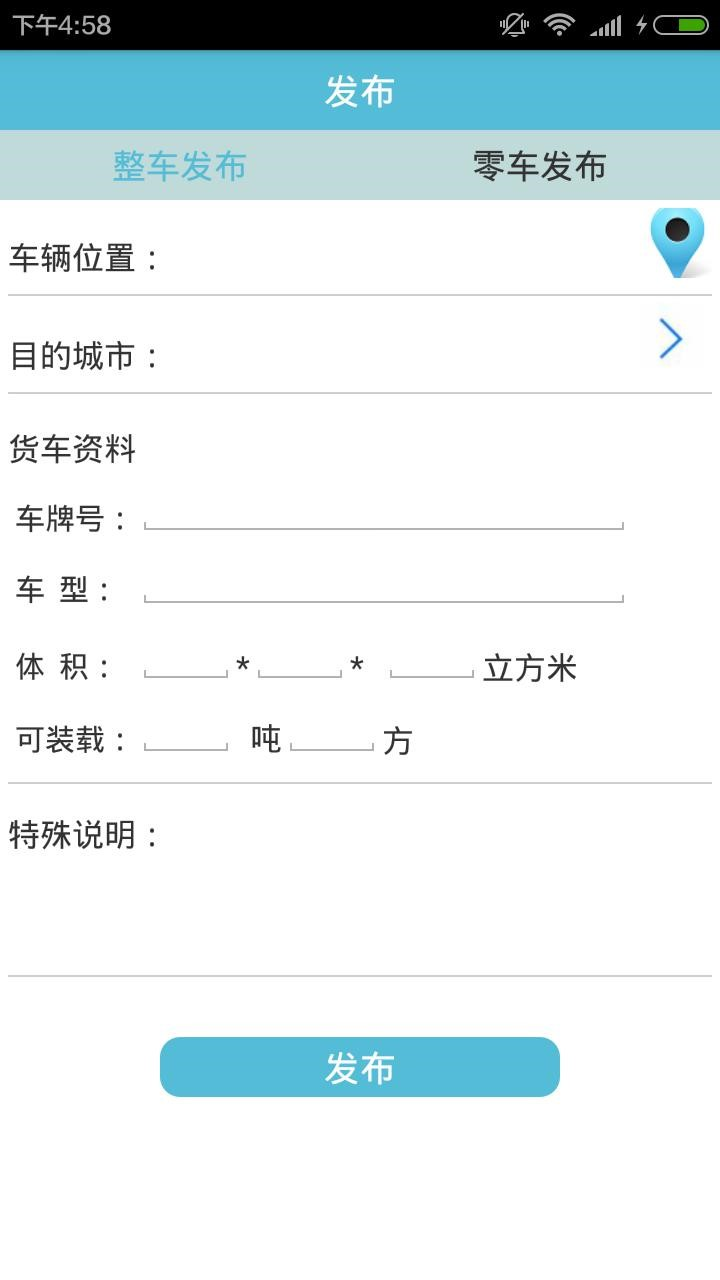 下午4:58
发布
整车发布 零车发布
车辆位置：
目的城市：
货车资料
车牌号：
车 型：
体 积： * * 立方米
可装载： 吨 方
特殊说明：
发布